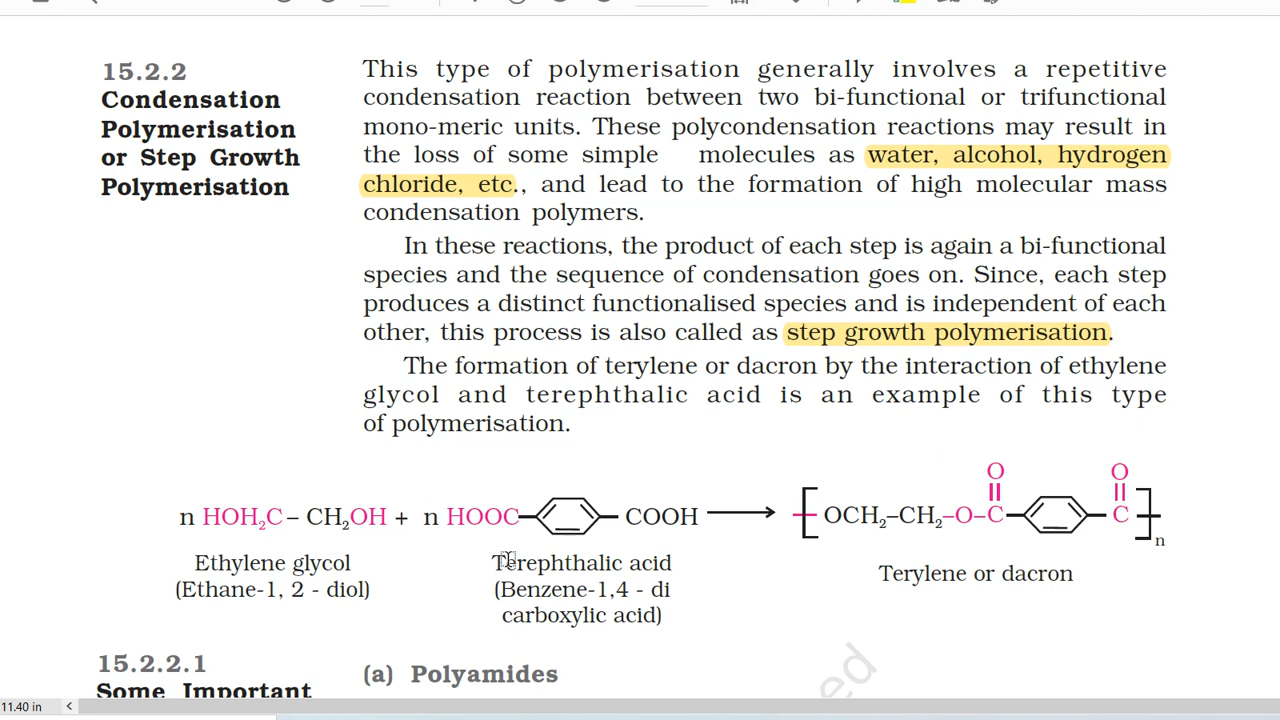 15.2.2
Condensation
Polymerisation
or Step Growth
Polymerisation
This type of polymerisation generally involves a repetitive
condensation reaction between two bi-functional or trifunctional
mono-meric units. These polycondensation reactions may result in
the loss of some simple molecules as water, alcohol, hydrogen
chloride, etc., and lead to the formation of high molecular mass
condensation polymers.
In these reactions, the product of each step is again a bi-functional
species and the sequence of condensation goes on. Since, each step
produces a distinct functionalised species and is independent of each
other, this process is also called as step growth polymerisation.
The formation of terylene or dacron by the interaction of ethylene
glycol and terephthalic acid is an example of this type
of polymerisation.
O O
n HOH₂C – CH₂OH + n HOOC COOH → [ OCH₂–CH₂–O–C C ]n
Ethylene glycol
(Ethane-1, 2 - diol)
Terephthalic acid
(Benzene-1,4 - di
carboxylic acid)
Terylene or dacron
15.2.2.1
Some Important
(a) Polyamides
ed
11.40 in